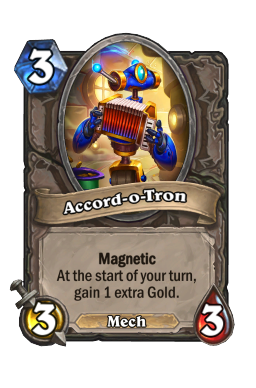 3
Accord-o-Tron
Magnetic
At the start of your turn,
gain 1 extra Gold.
3
Mech
3